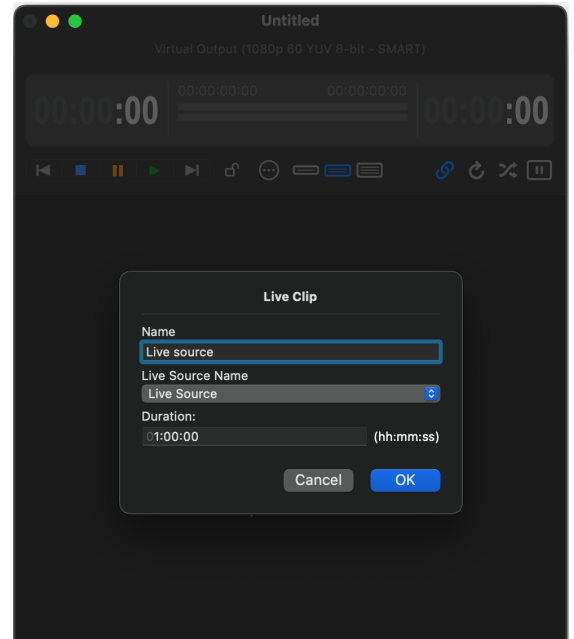 Untitled
Virtual Output (1080p 60 YUV 8-bit - SMART)
00:00:00 00:00:00:00 00:00:00:00 00:00:00
Live Clip
Name
Live source
Live Source Name
Live Source
Duration:
01:00:00 (hh:mm:ss)
Cancel OK